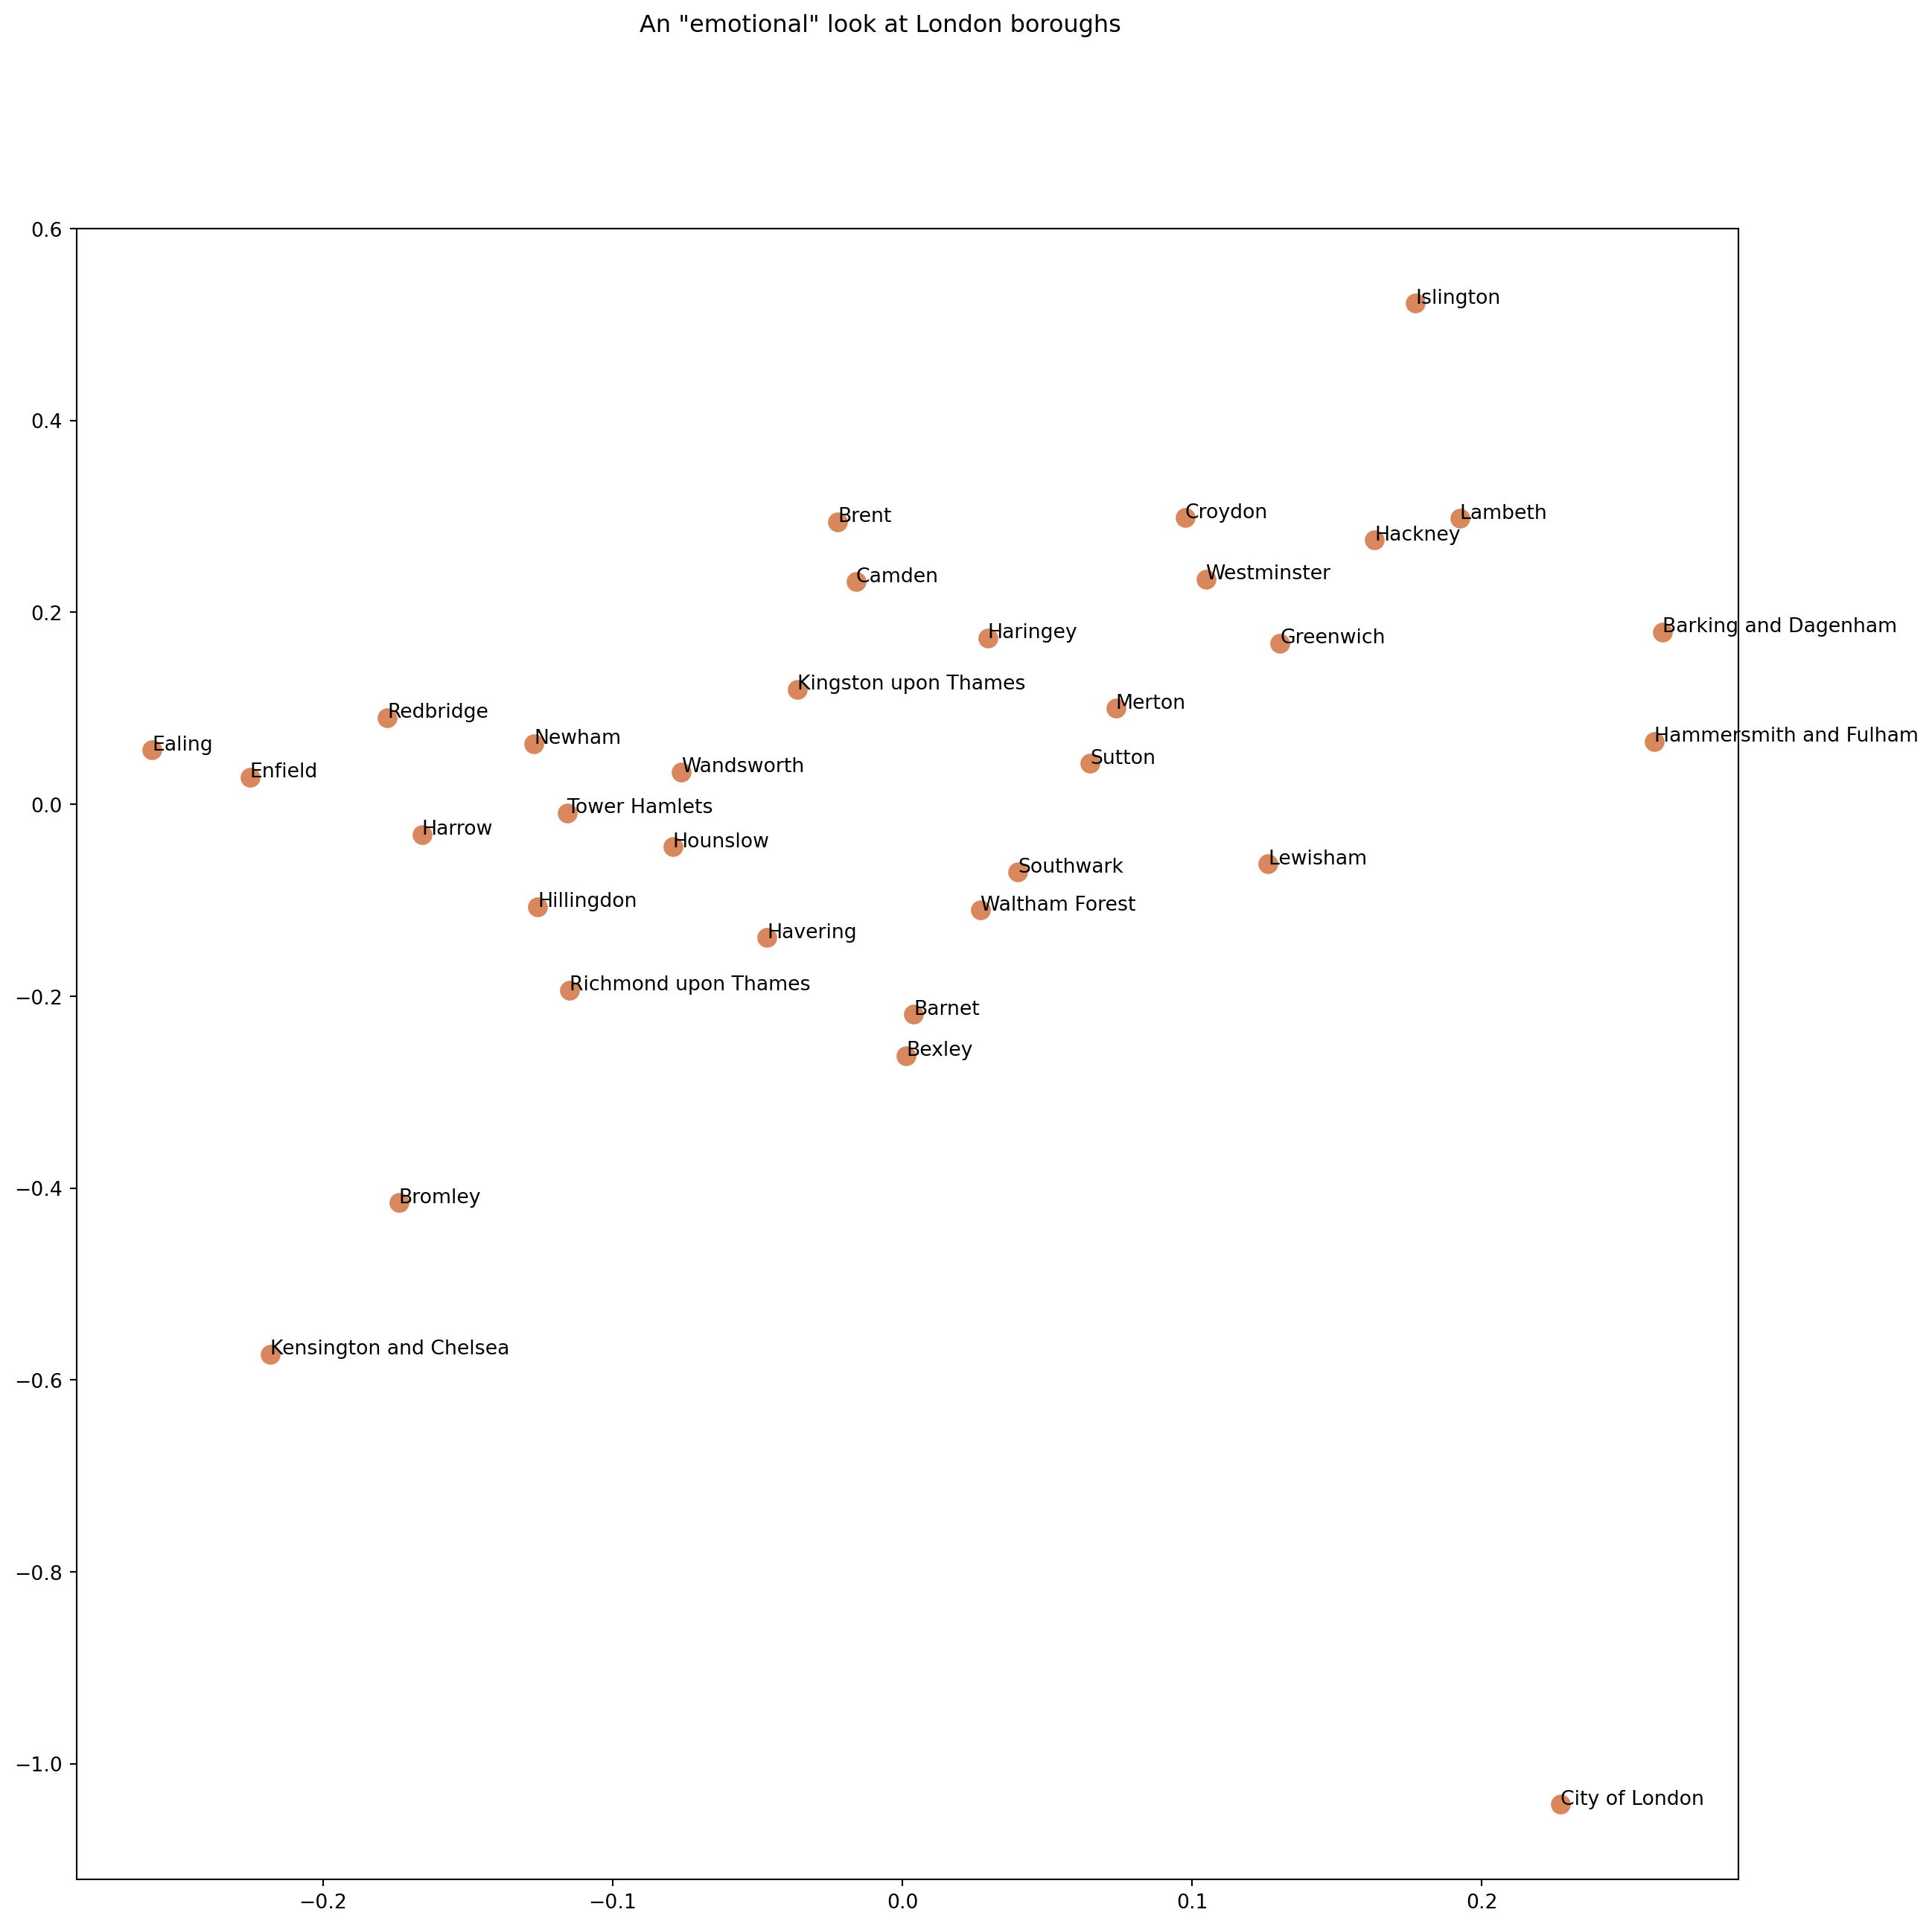 An "emotional" look at London boroughs
0.6
Islington
0.4
Brent
Croydon
Lambeth
Hackney
Camden
Westminster
0.2
Haringey
Greenwich
Barking and Dagenham
Kingston upon Thames
Merton
Redbridge
Ealing
Newham
Hammersmith and Fulham
Enfield
Wandsworth
Sutton
0.0
Tower Hamlets
Harrow
Hounslow
Southwark
Lewisham
Hillingdon
Waltham Forest
Havering
−0.2
Richmond upon Thames
Barnet
Bexley
−0.4
Bromley
Kensington and Chelsea
−0.6
−0.8
−1.0
City of London
−0.2
−0.1
0.0
0.1
0.2